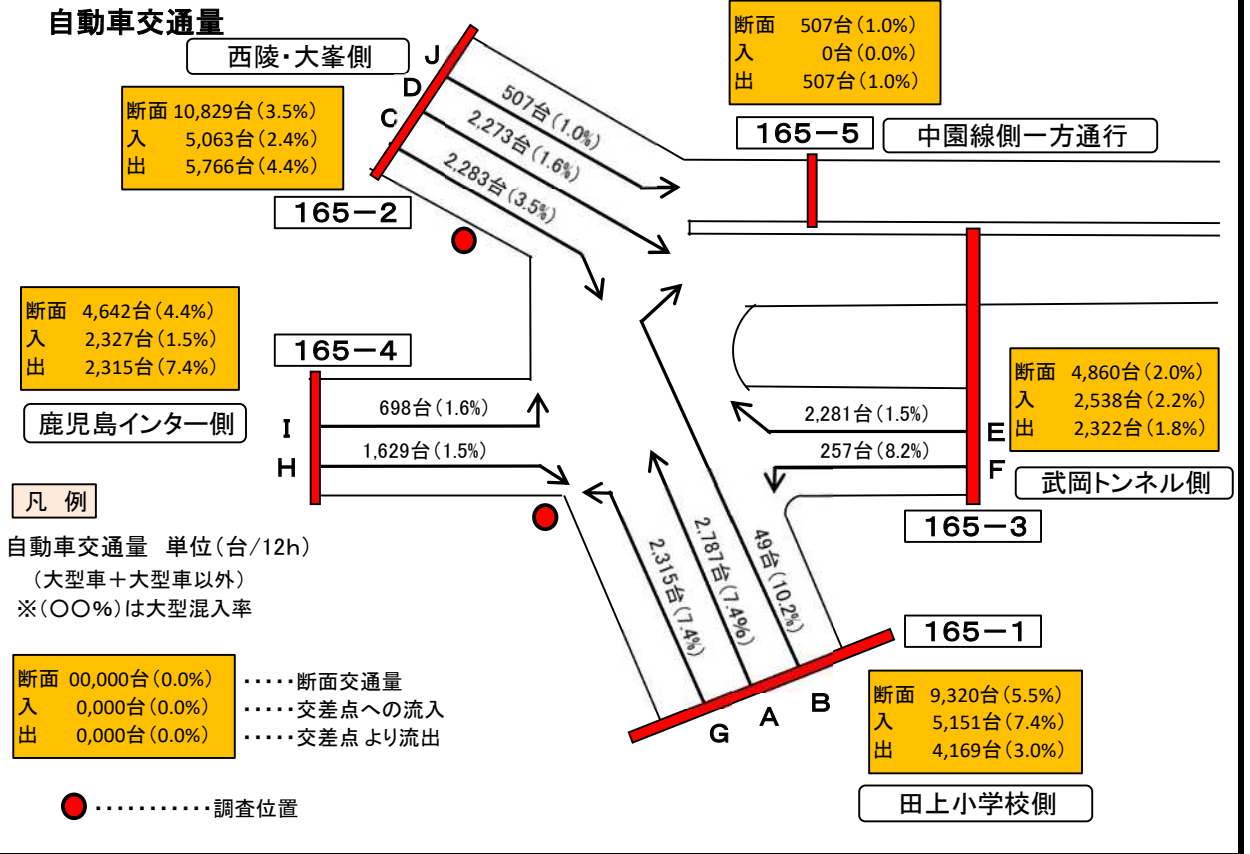 自動車交通量
西陵・大峯側
断面 10,829台(3.5%)
入 5,063台(2.4%)
出 5,766台(4.4%)
165-2
J
D
C
507台(1.0%)
2,273台(1.6%)
2,283台(3.5%)
断面 507台(1.0%)
入 0台(0.0%)
出 507台(1.0%)
165-5
中園線側一方通行
断面 4,642台(4.4%)
入 2,327台(1.5%)
出 2,315台(7.4%)
165-4
鹿児島インター側
I
H
698台(1.6%)
1,629台(1.5%)
断面 4,860台(2.0%)
入 2,538台(2.2%)
出 2,322台(1.8%)
2,281台(1.5%)
257台(8.2%)
E
F
武岡トンネル側
165-3
凡 例
自動車交通量 単位(台/12h)
(大型車+大型車以外)
※(○○%)は大型混入率
2,315台(7.4%)
2,787台(7.4%)
49台(10.2%)
G
A
B
165-1
断面 9,320台(5.5%)
入 5,151台(7.4%)
出 4,169台(3.0%)
田上小学校側
断面 00,000台(0.0%) ・・・・・断面交通量
入 0,000台(0.0%) ・・・・・交差点への流入
出 0,000台(0.0%) ・・・・・交差点より流出
・・・・・・・・・・・調査位置